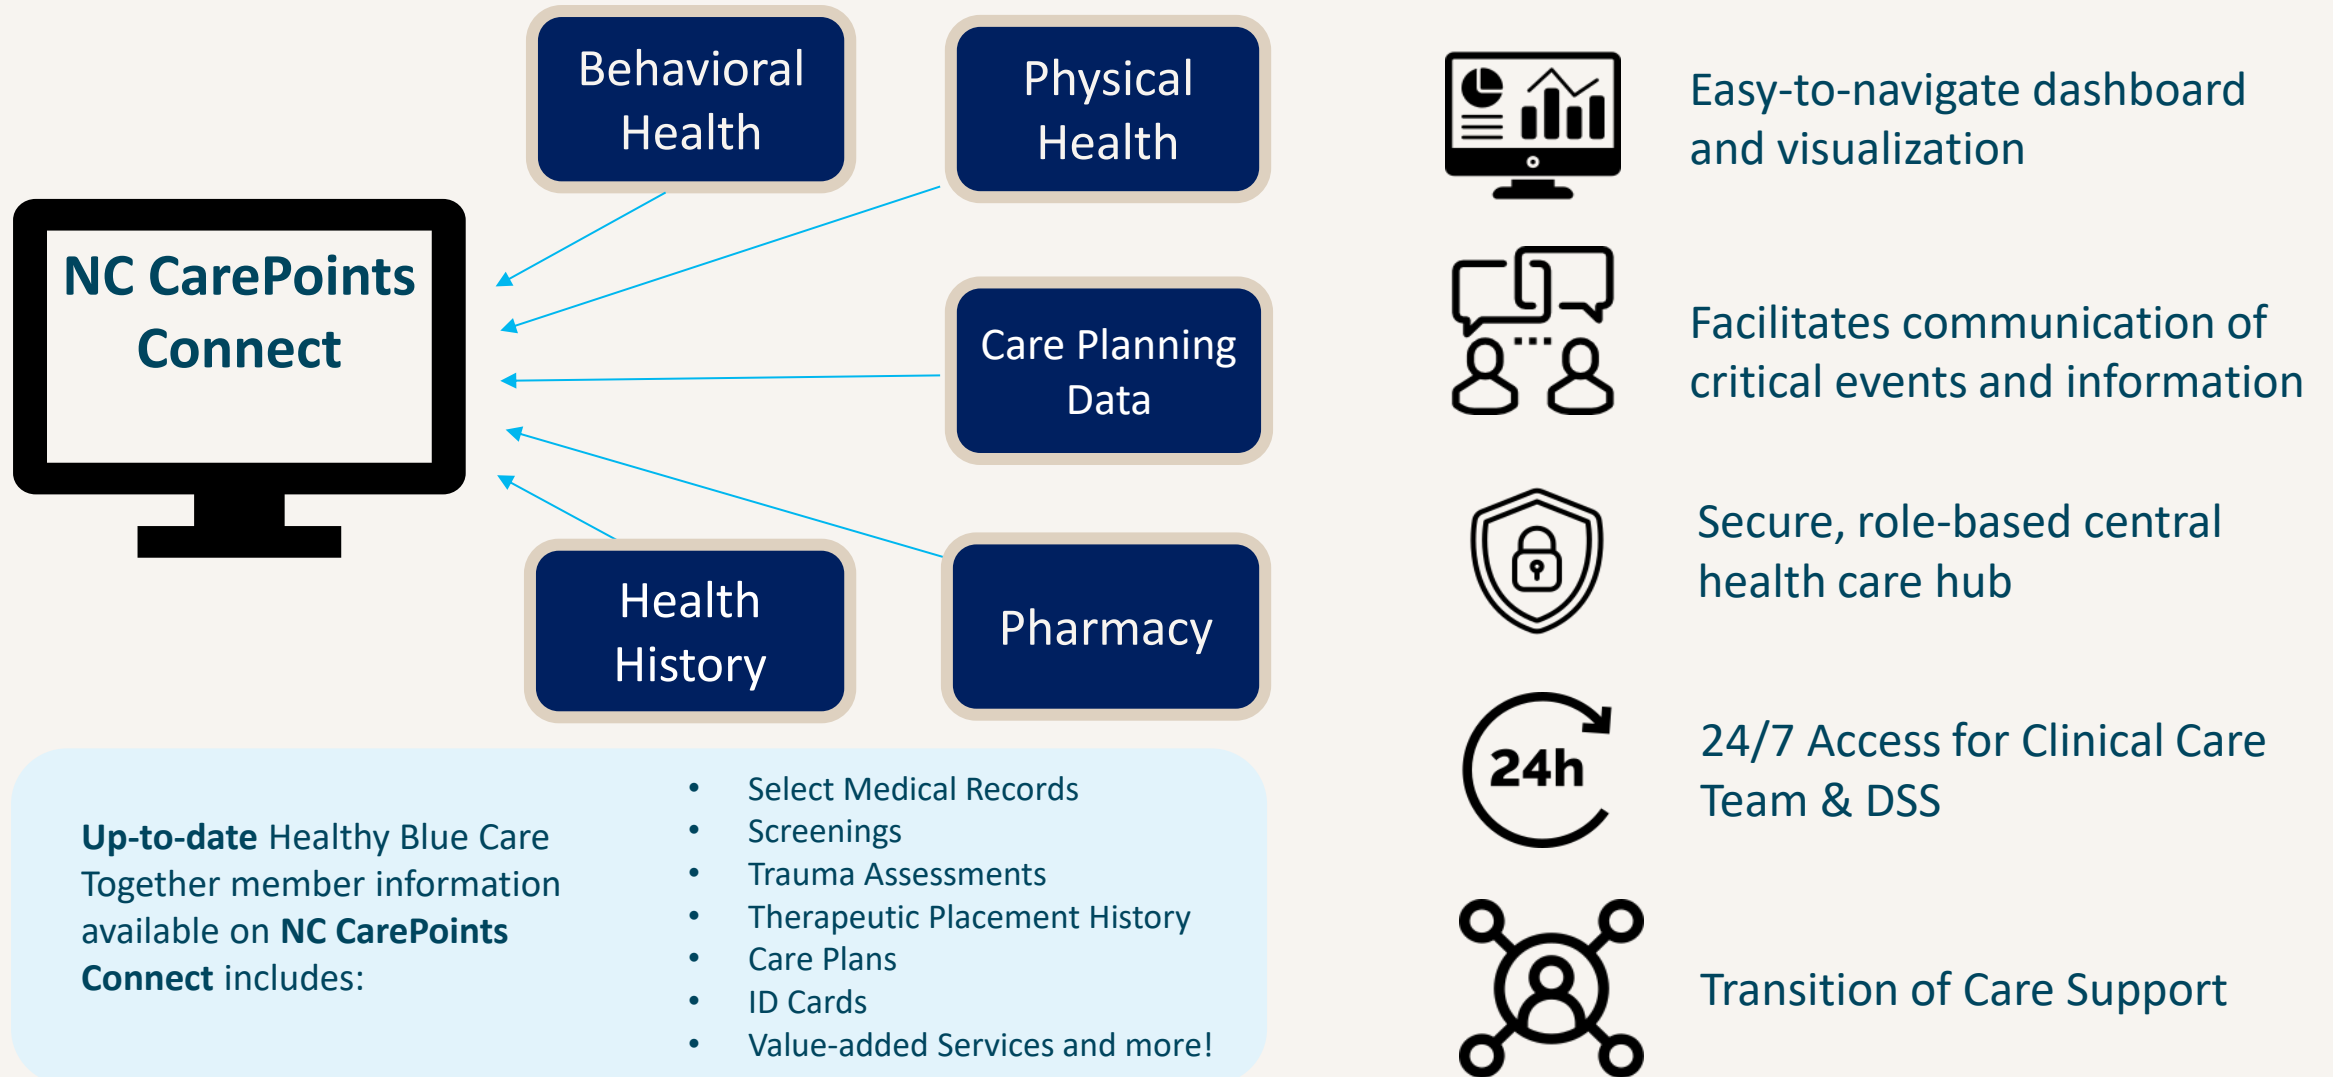 Behavioral
Health
Physical
Health
NC CarePoints
Connect
Care Planning
Data
Health
History
Pharmacy
Easy-to-navigate dashboard
and visualization
Facilitates communication of
critical events and information
Secure, role-based central
health care hub
24h
24/7 Access for Clinical Care
Team & DSS
Transition of Care Support
Up-to-date Healthy Blue Care
Together member information
available on NC CarePoints
Connect includes:
• Select Medical Records
• Screenings
• Trauma Assessments
• Therapeutic Placement History
• Care Plans
• ID Cards
• Value-added Services and more!